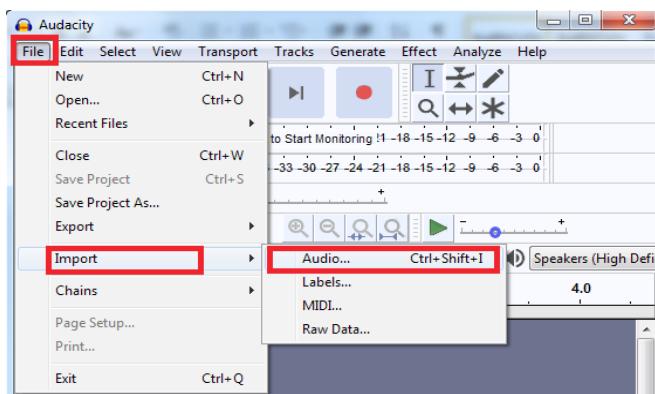 Audacity
File Edit Select View Transport Tracks Generate Effect Analyze Help
New Ctrl+N
Open... Ctrl+O
Recent Files
to Start Monitoring !1 -18 -15 -12 -9 -6 -3 0
Close Ctrl+W
-33 -30 -27 -24 -21 -18 -15 -12 -9 -6 -3 0
Save Project Ctrl+S
Save Project As...
Export
Import
Audio... Ctrl+Shift+I
Speakers (High Defi
Labels...
4.0
Chains
MIDI...
Page Setup...
Raw Data...
Print...
Exit Ctrl+Q